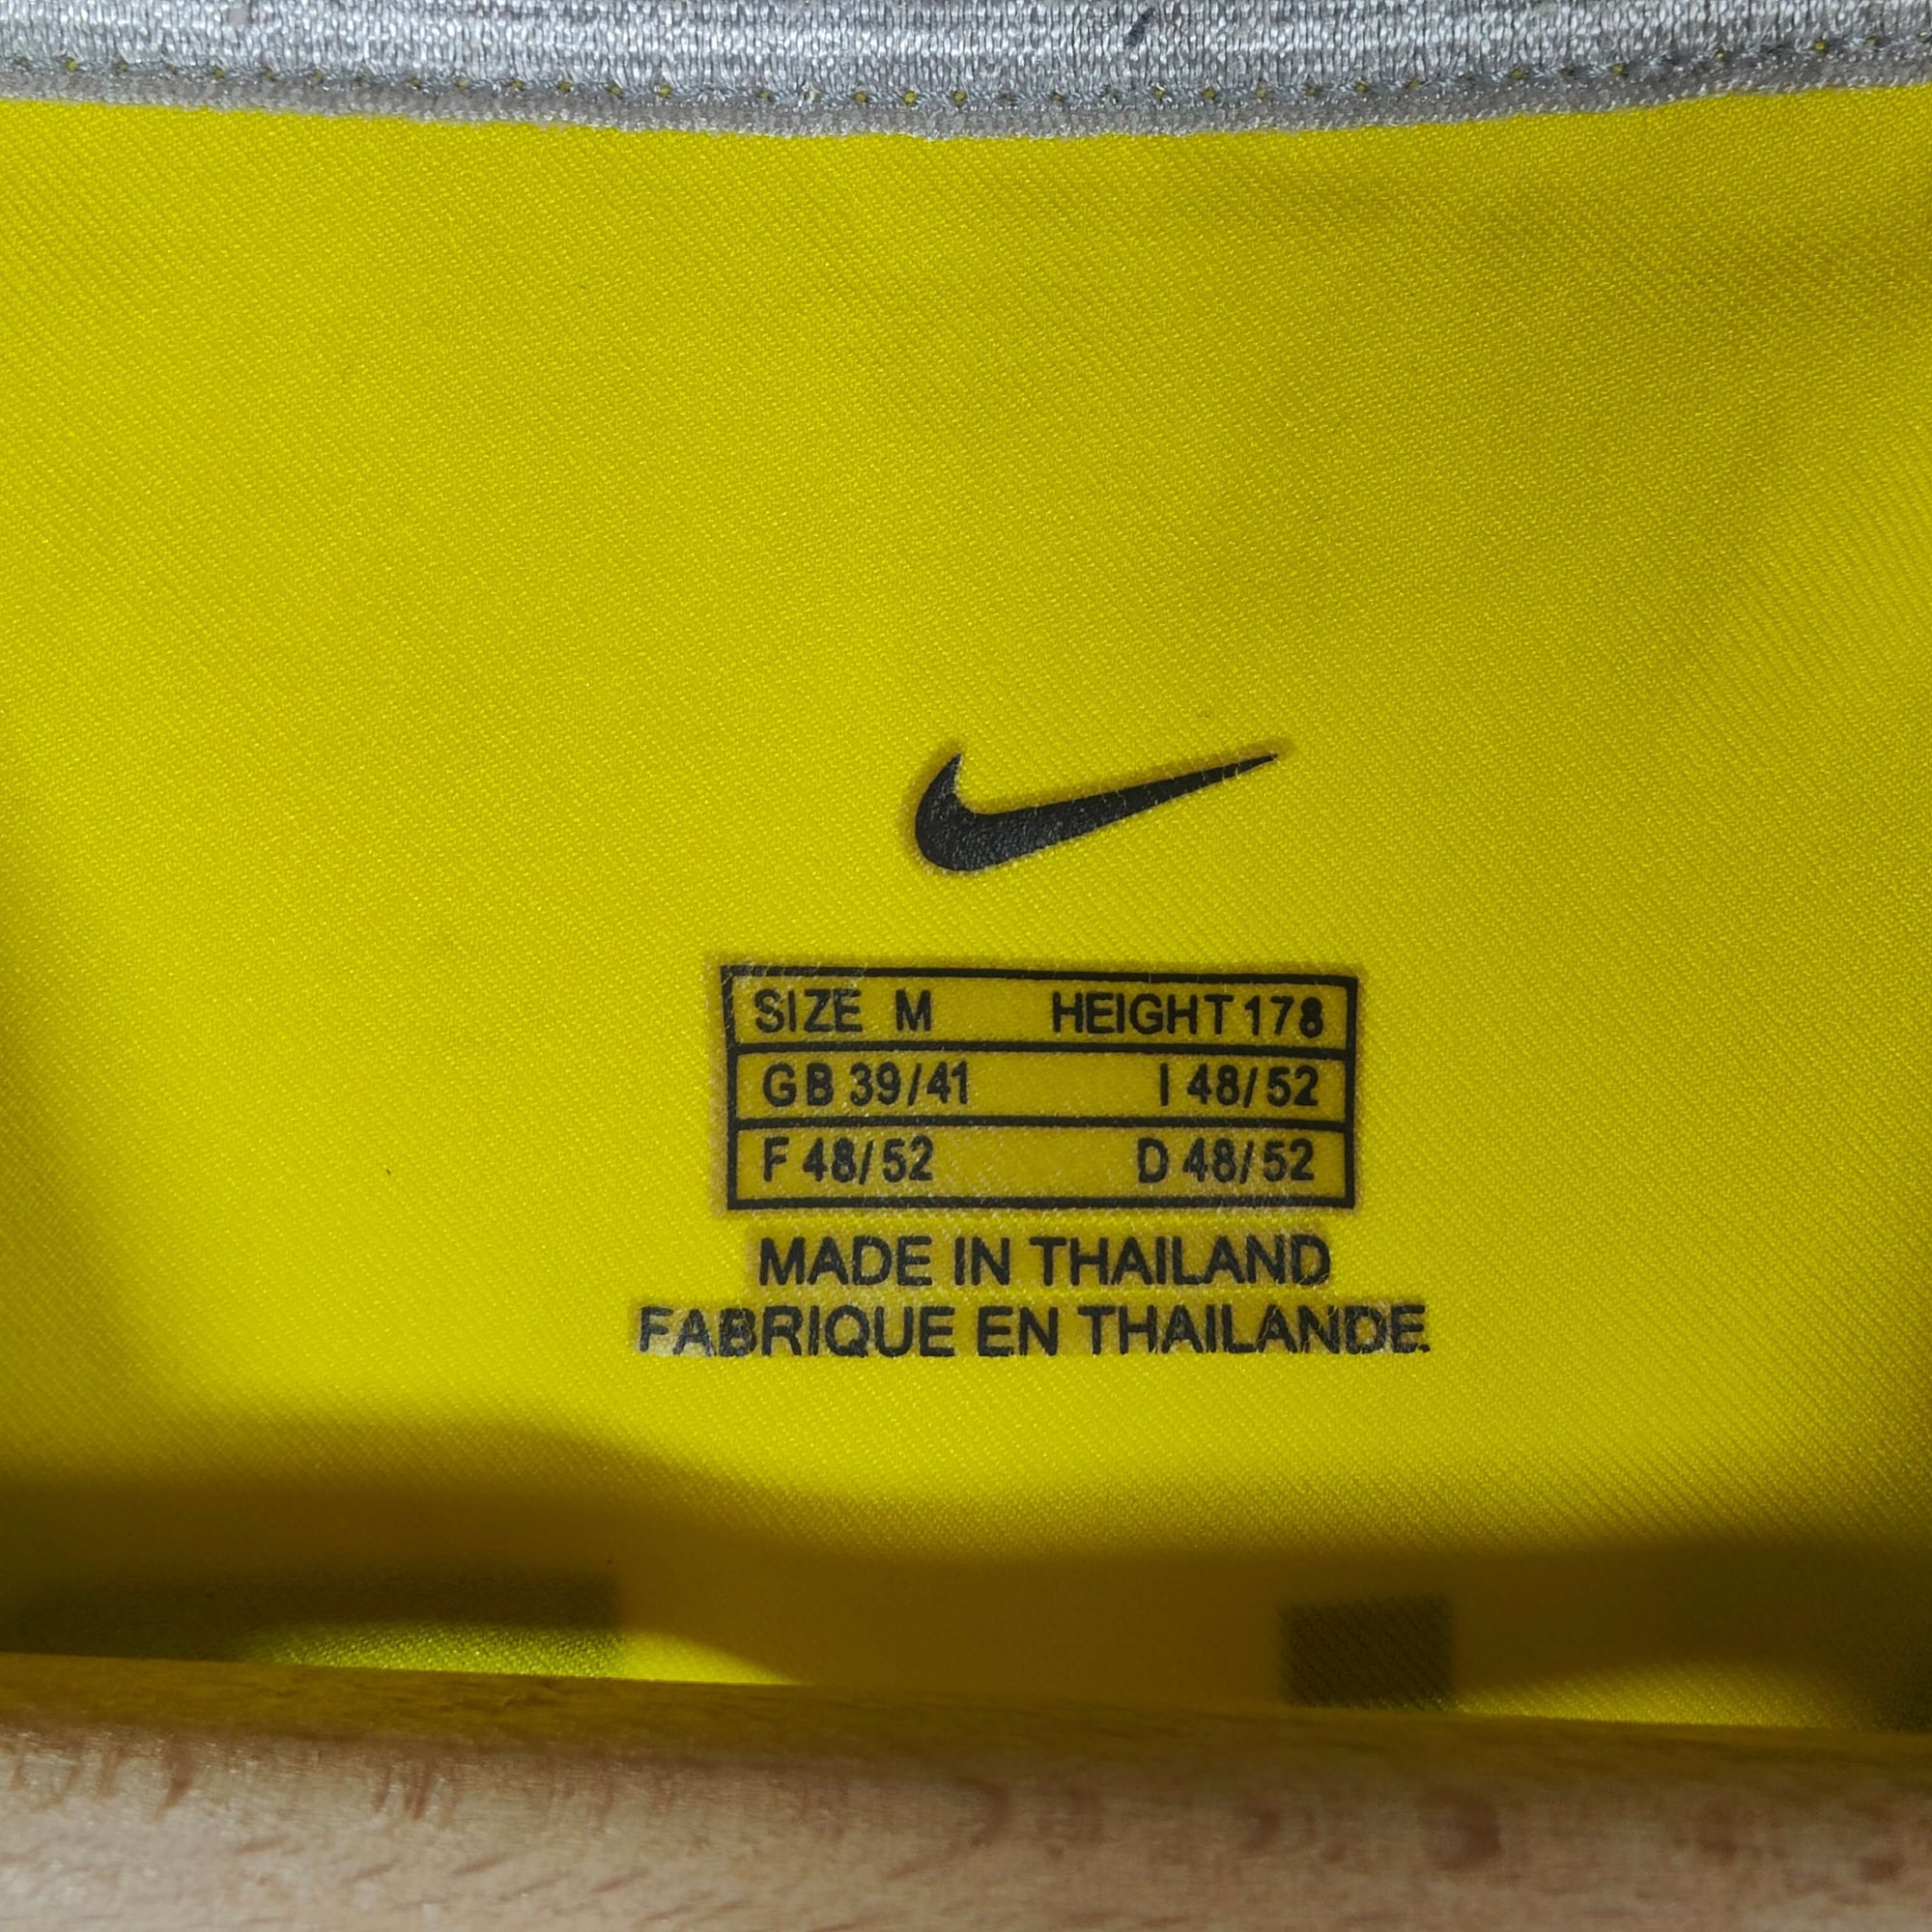 SIZE M HEIGHT 178
GB 39/41 I 48/52
F 48/52 D 48/52
MADE IN THAILAND
FABRIQUE EN THAILANDE.